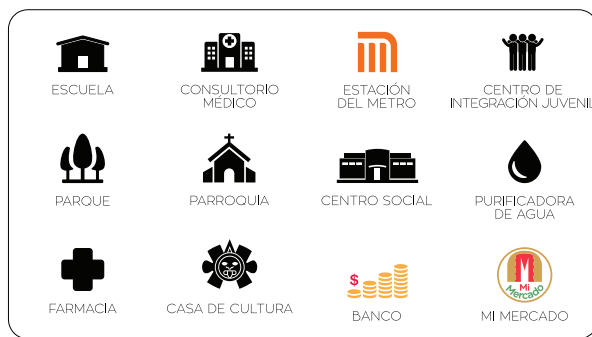 ESCUELA
CONSULTORIO
MÉDICO
ESTACIÓN
DEL METRO
CENTRO DE
INTEGRACIÓN JUVENIL
PARQUE
PARROQUIA
CENTRO SOCIAL
PURIFICADORA
DE AGUA
FARMACIA
CASA DE CULTURA
$
BANCO
Mi
Mercado
MI MERCADO